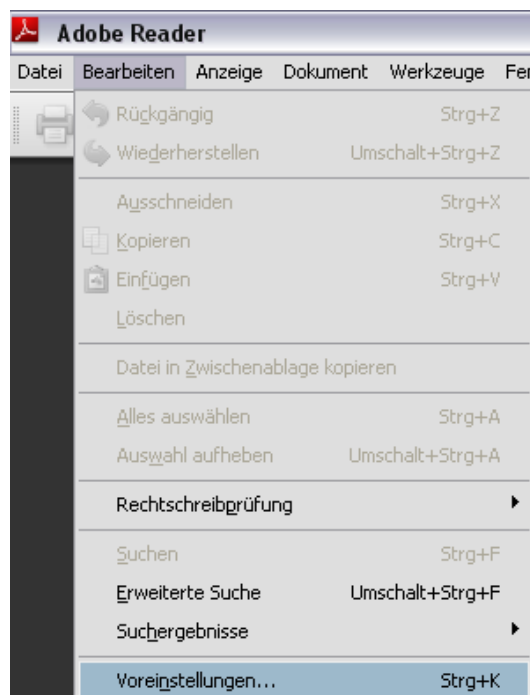 Adobe Reader
Datei Bearbeiten Anzeige Dokument Werkzeuge
Rückgängig Strg+Z
Wiederherstellen Umschalt+Strg+Z
Ausschneiden Strg+X
Kopieren Strg+C
Einfügen Strg+V
Löschen
Datei in Zwischenablage kopieren
Alles auswählen Strg+A
Auswahl aufheben Umschalt+Strg+A
Rechtschreibprüfung
Suchen Strg+F
Erweiterte Suche Umschalt+Strg+F
Suchergebnisse
Voreinstellungen... Strg+K